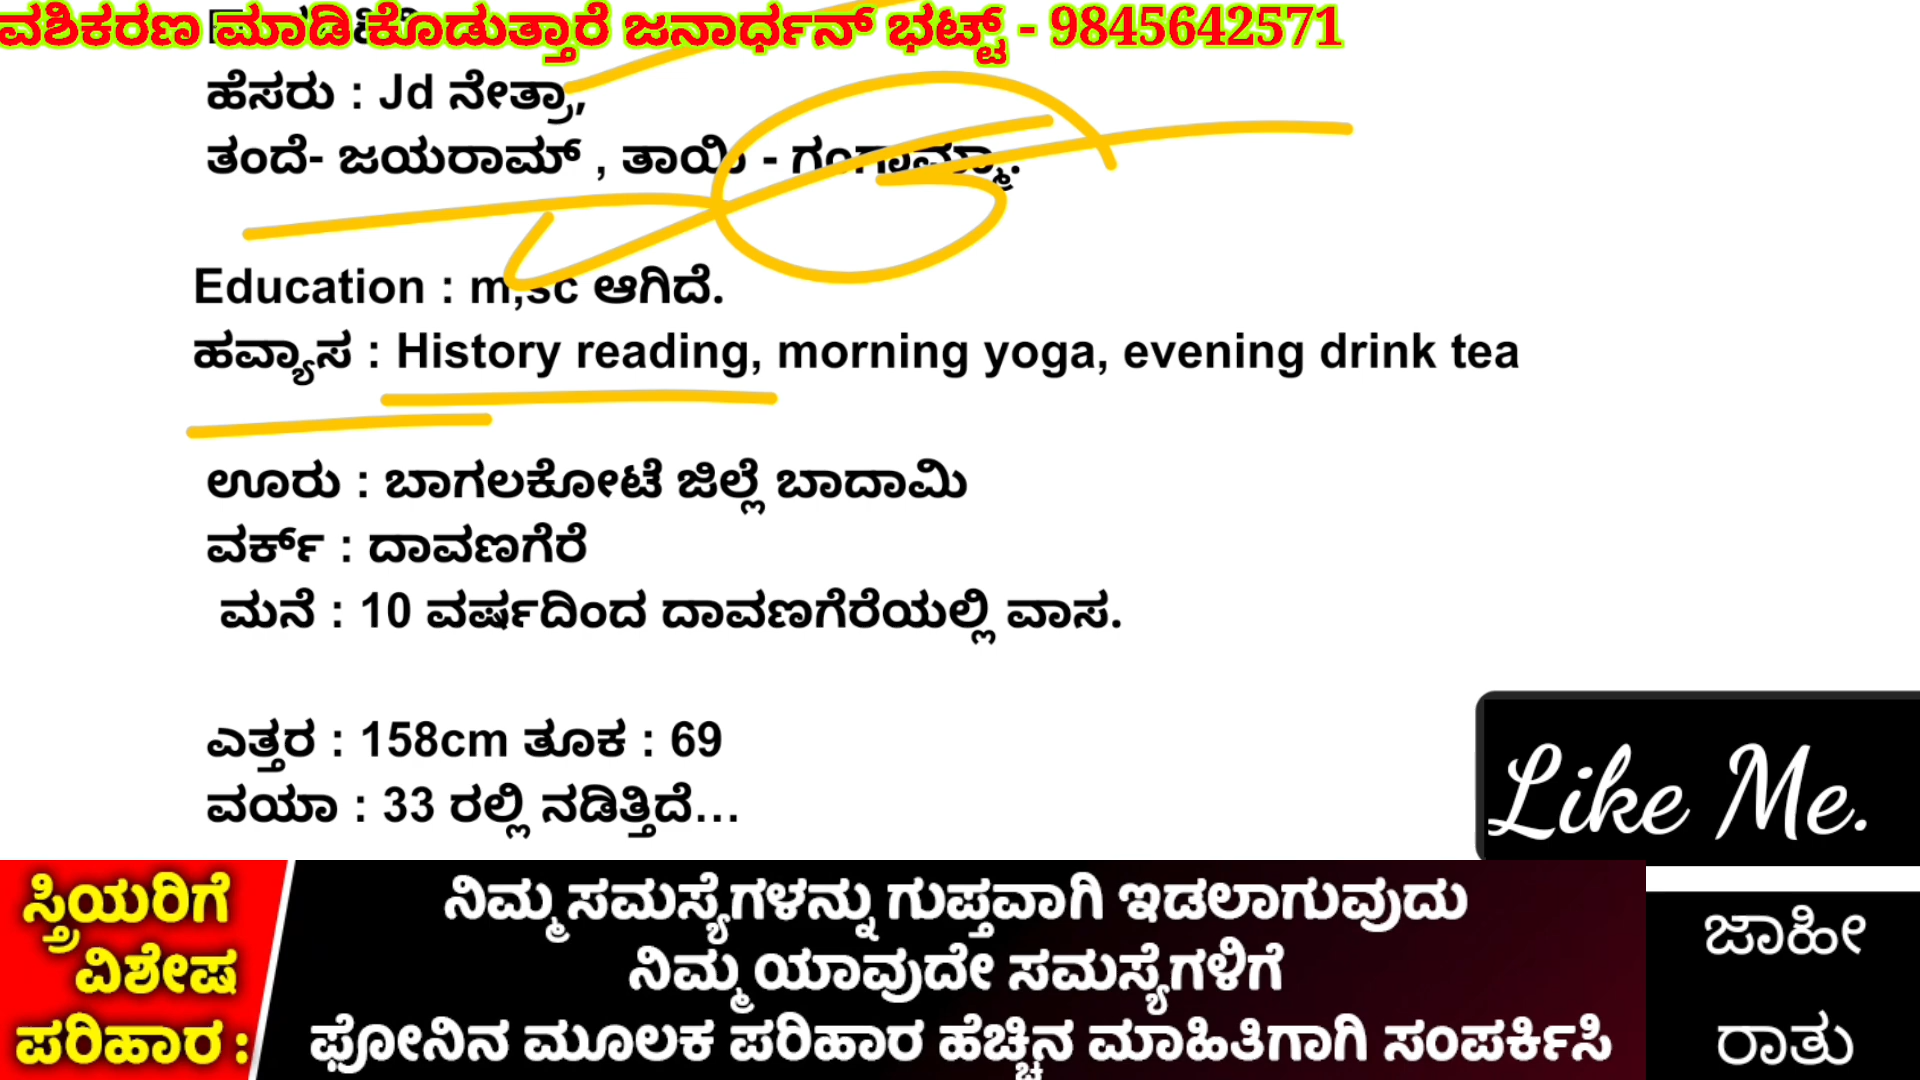 ವಶಿಕರಣ ಮಾಡಿ ಕೊಡುತ್ತಾರೆ ಜನಾರ್ಧನ್ ಭಟ್ಟ್ - 9845642571
ಹೆಸರು : Jd ನೇತ್ರಾ,
ತಂದೆ- ಜಯರಾಮ್ , ತಾಯಿ - ಗಂಗಾಮ್ಮಾ.
Education : m,sc ಆಗಿದೆ.
ಹವ್ಯಾಸ : History reading, morning yoga, evening drink tea
ಊರು : ಬಾಗಲಕೋಟೆ ಜಿಲ್ಲೆ ಬಾದಾಮಿ
ವರ್ಕ್ : ದಾವಣಗೆರೆ
ಮನೆ : 10 ವರ್ಷದಿಂದ ದಾವಣಗೆರೆಯಲ್ಲಿ ವಾಸ.
ಎತ್ತರ : 158cm ತೂಕ : 69
ವಯಾ : 33 ರಲ್ಲಿ ನಡಿತ್ತಿದೆ...
Like Me.
ಸ್ತ್ರಿಯರಿಗೆ
ವಿಶೇಷ
ಪರಿಹಾರ :
ನಿಮ್ಮ ಸಮಸ್ಯೆಗಳನ್ನು ಗುಪ್ತವಾಗಿ ಇಡಲಾಗುವುದು
ನಿಮ್ಮ ಯಾವುದೇ ಸಮಸ್ಯೆಗಳಿಗೆ
ಫೋನಿನ ಮೂಲಕ ಪರಿಹಾರ ಹೆಚ್ಚಿನ ಮಾಹಿತಿಗಾಗಿ ಸಂಪರ್ಕಿಸಿ
ಜಾಹೀ
ರಾತು